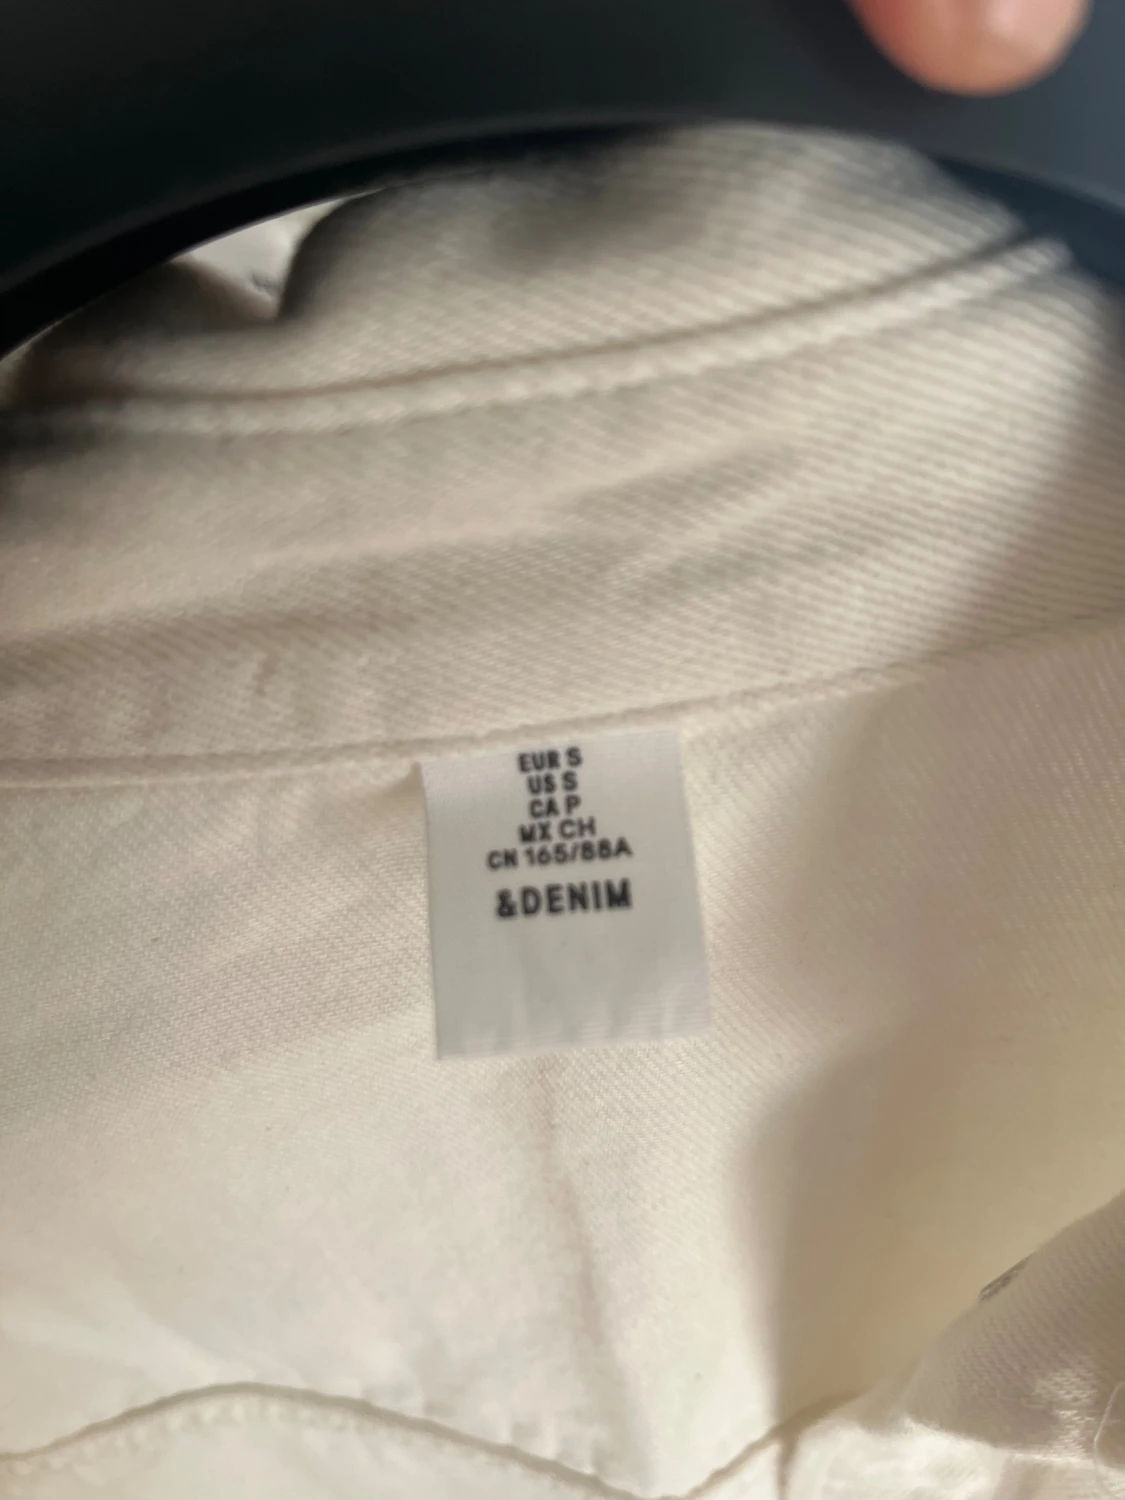 EUR S
US S
CA P
MX CH
CN 165/88A
&DENIM